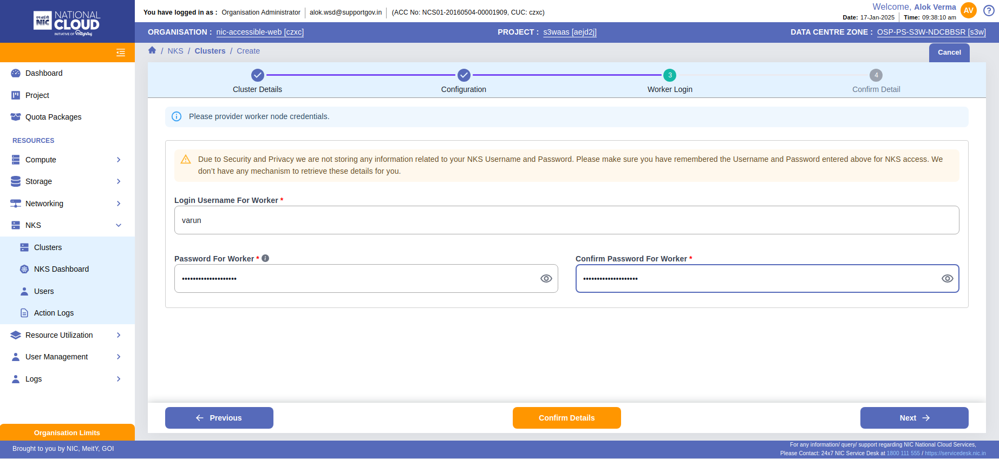 एन आई सी
NIC
NATIONAL
CLOUD
INITIATIVE OF MeghRaj
You have logged in as : Organisation Administrator alok.wsd@supportgov.in (ACC No: NCS01-20160504-00001909, CUC: czxc)
Welcome, Alok Verma AV
Date: 17-Jan-2025 Time: 09:38:10 am
ORGANISATION : nic-accessible-web [czxc] PROJECT : s3waas [aejd2j] DATA CENTRE ZONE : OSP-PS-S3W-NDCBBSR [s3w]
/ NKS / Clusters / Create
Cancel
Dashboard
Project
Quota Packages
RESOURCES
Compute
Storage
Networking
NKS
Clusters
NKS Dashboard
Users
Action Logs
Resource Utilization
User Management
Logs
Organisation Limits
3 4
Cluster Details Configuration Worker Login Confirm Detail
Please provider worker node credentials.
Due to Security and Privacy we are not storing any information related to your NKS Username and Password. Please make sure you have remembered the Username and Password entered above for NKS access. We
don't have any mechanism to retrieve these details for you.
Login Username For Worker *
varun
Password For Worker * Confirm Password For Worker *
•••••••••••••••••••• ••••••••••••••••••••
Previous Confirm Details Next
Brought to you by NIC, MeitY, GOI
For any information/ query/ support regarding NIC National Cloud Services,
Please Contact: 24x7 NIC Service Desk at 1800 111 555 / https://servicedesk.nic.in